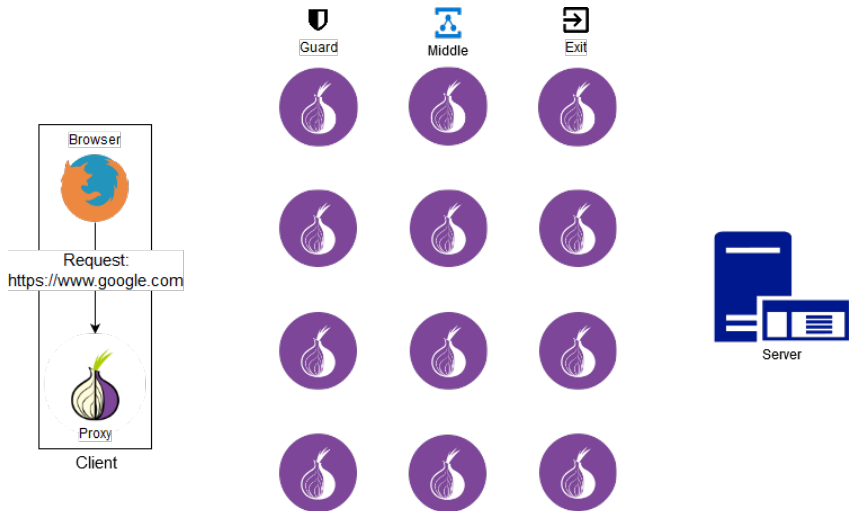 Guard
Middle
Exit
Browser
Request:
https://www.google.com
Proxy
Client
Server